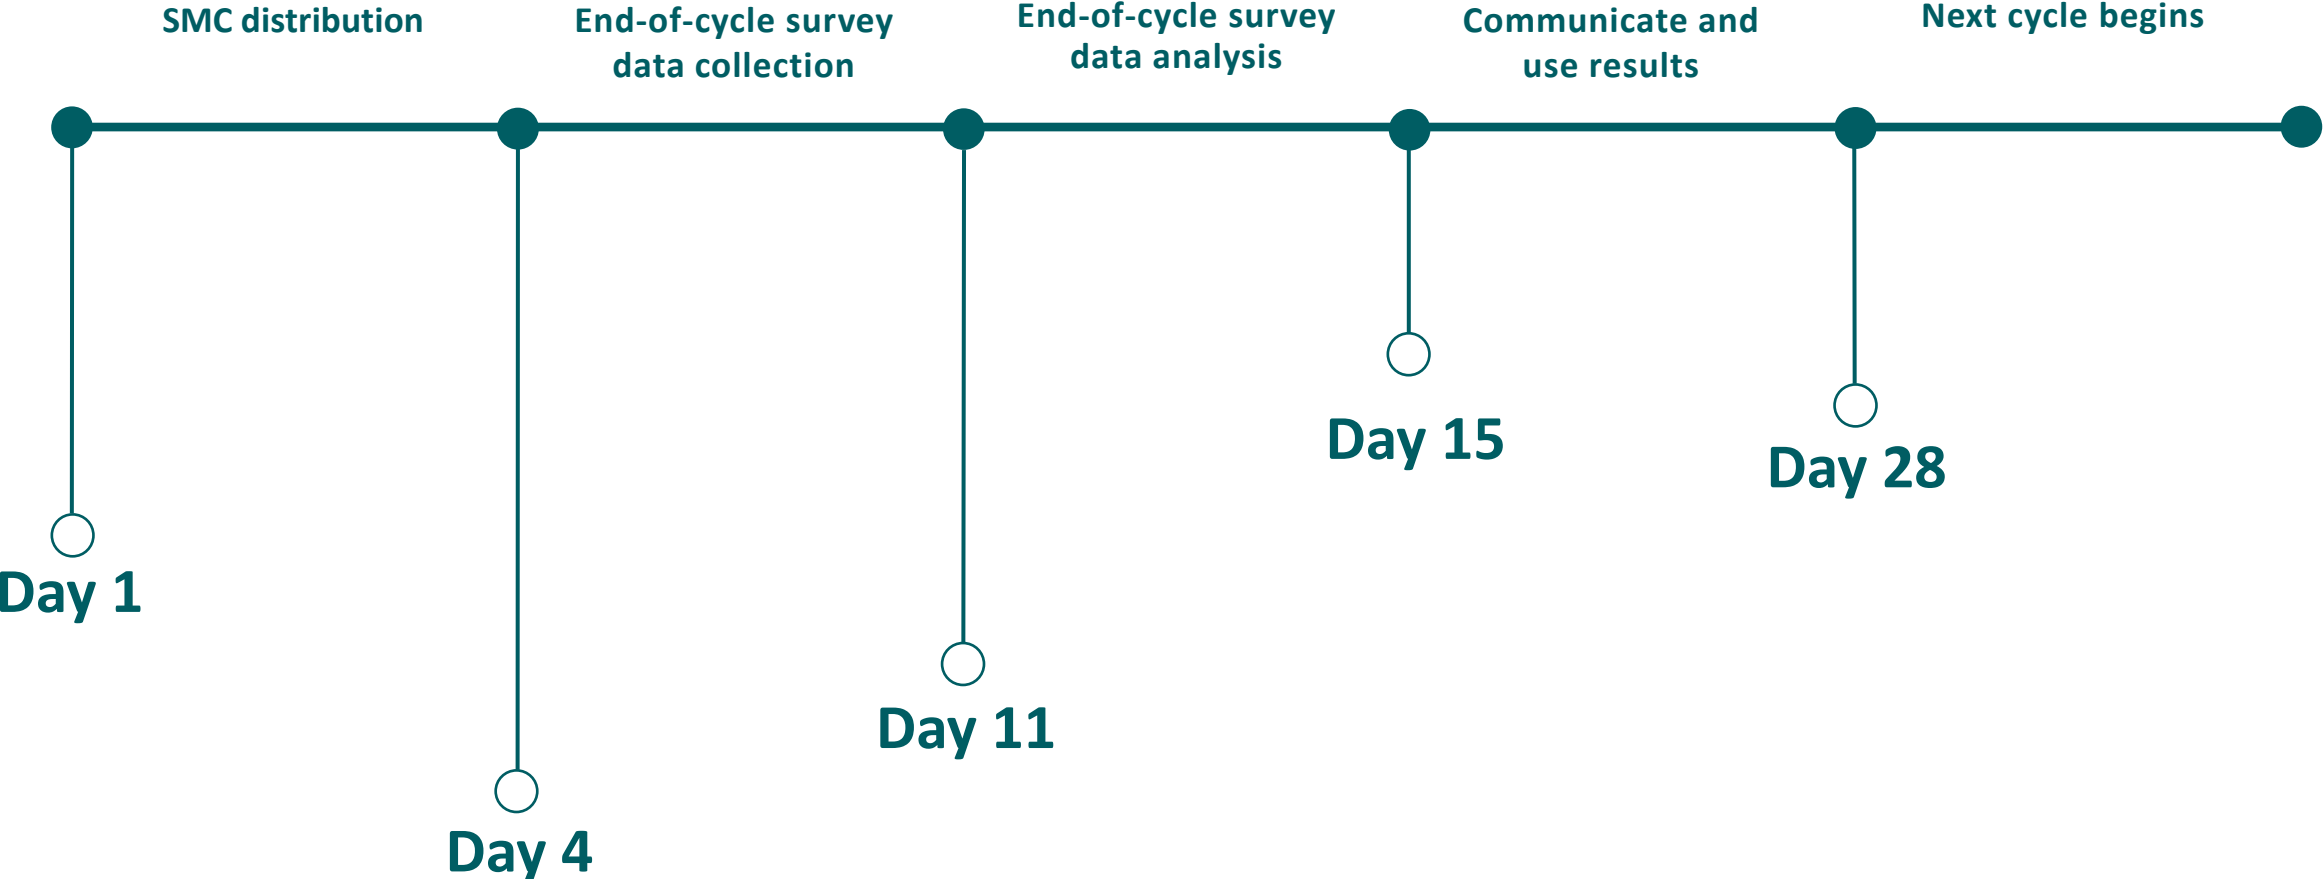 SMC distribution
End-of-cycle survey
data collection
End-of-cycle survey
data analysis
Communicate and
use results
Next cycle begins
Day 1
Day 4
Day 11
Day 15
Day 28